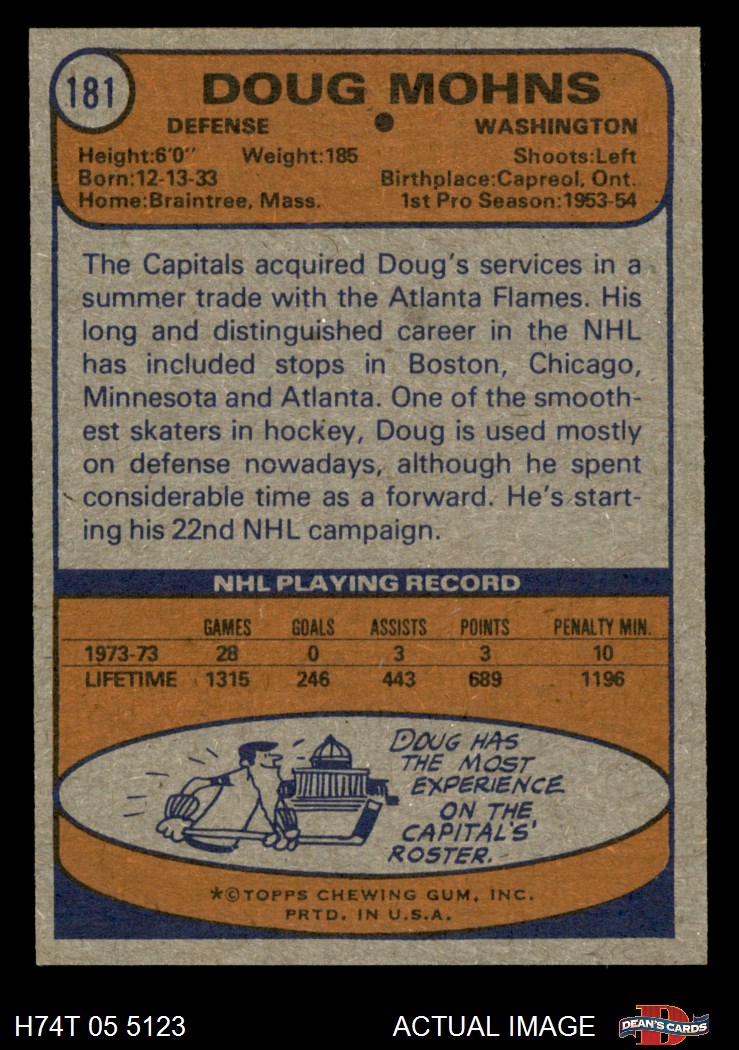 181
DOUG MOHNS
DEFENSE ● WASHINGTON
Height:6'0" Weight:185 Shoots:Left
Born:12-13-33 Birthplace:Capreol, Ont.
Home:Braintree, Mass. 1st Pro Season:1953-54
The Capitals acquired Doug's services in a
summer trade with the Atlanta Flames. His
long and distinguished career in the NHL
has included stops in Boston, Chicago,
Minnesota and Atlanta. One of the smooth-
est skaters in hockey, Doug is used mostly
on defense nowadays, although he spent
considerable time as a forward. He's start-
ing his 22nd NHL campaign.
NHL PLAYING RECORD
GAMES GOALS ASSISTS POINTS PENALTY MIN.
1973-73 28 0 3 3 10
LIFETIME 1315 246 443 689 1196
DOUG HAS
THE MOST
EXPERIENCE
ON THE
CAPITAL'S'
ROSTER.
*©TOPPS CHEWING GUM, INC.
PRTD. IN U.S.A.
H74T 05 5123 ACTUAL IMAGE
D
DEAN'S CARDS